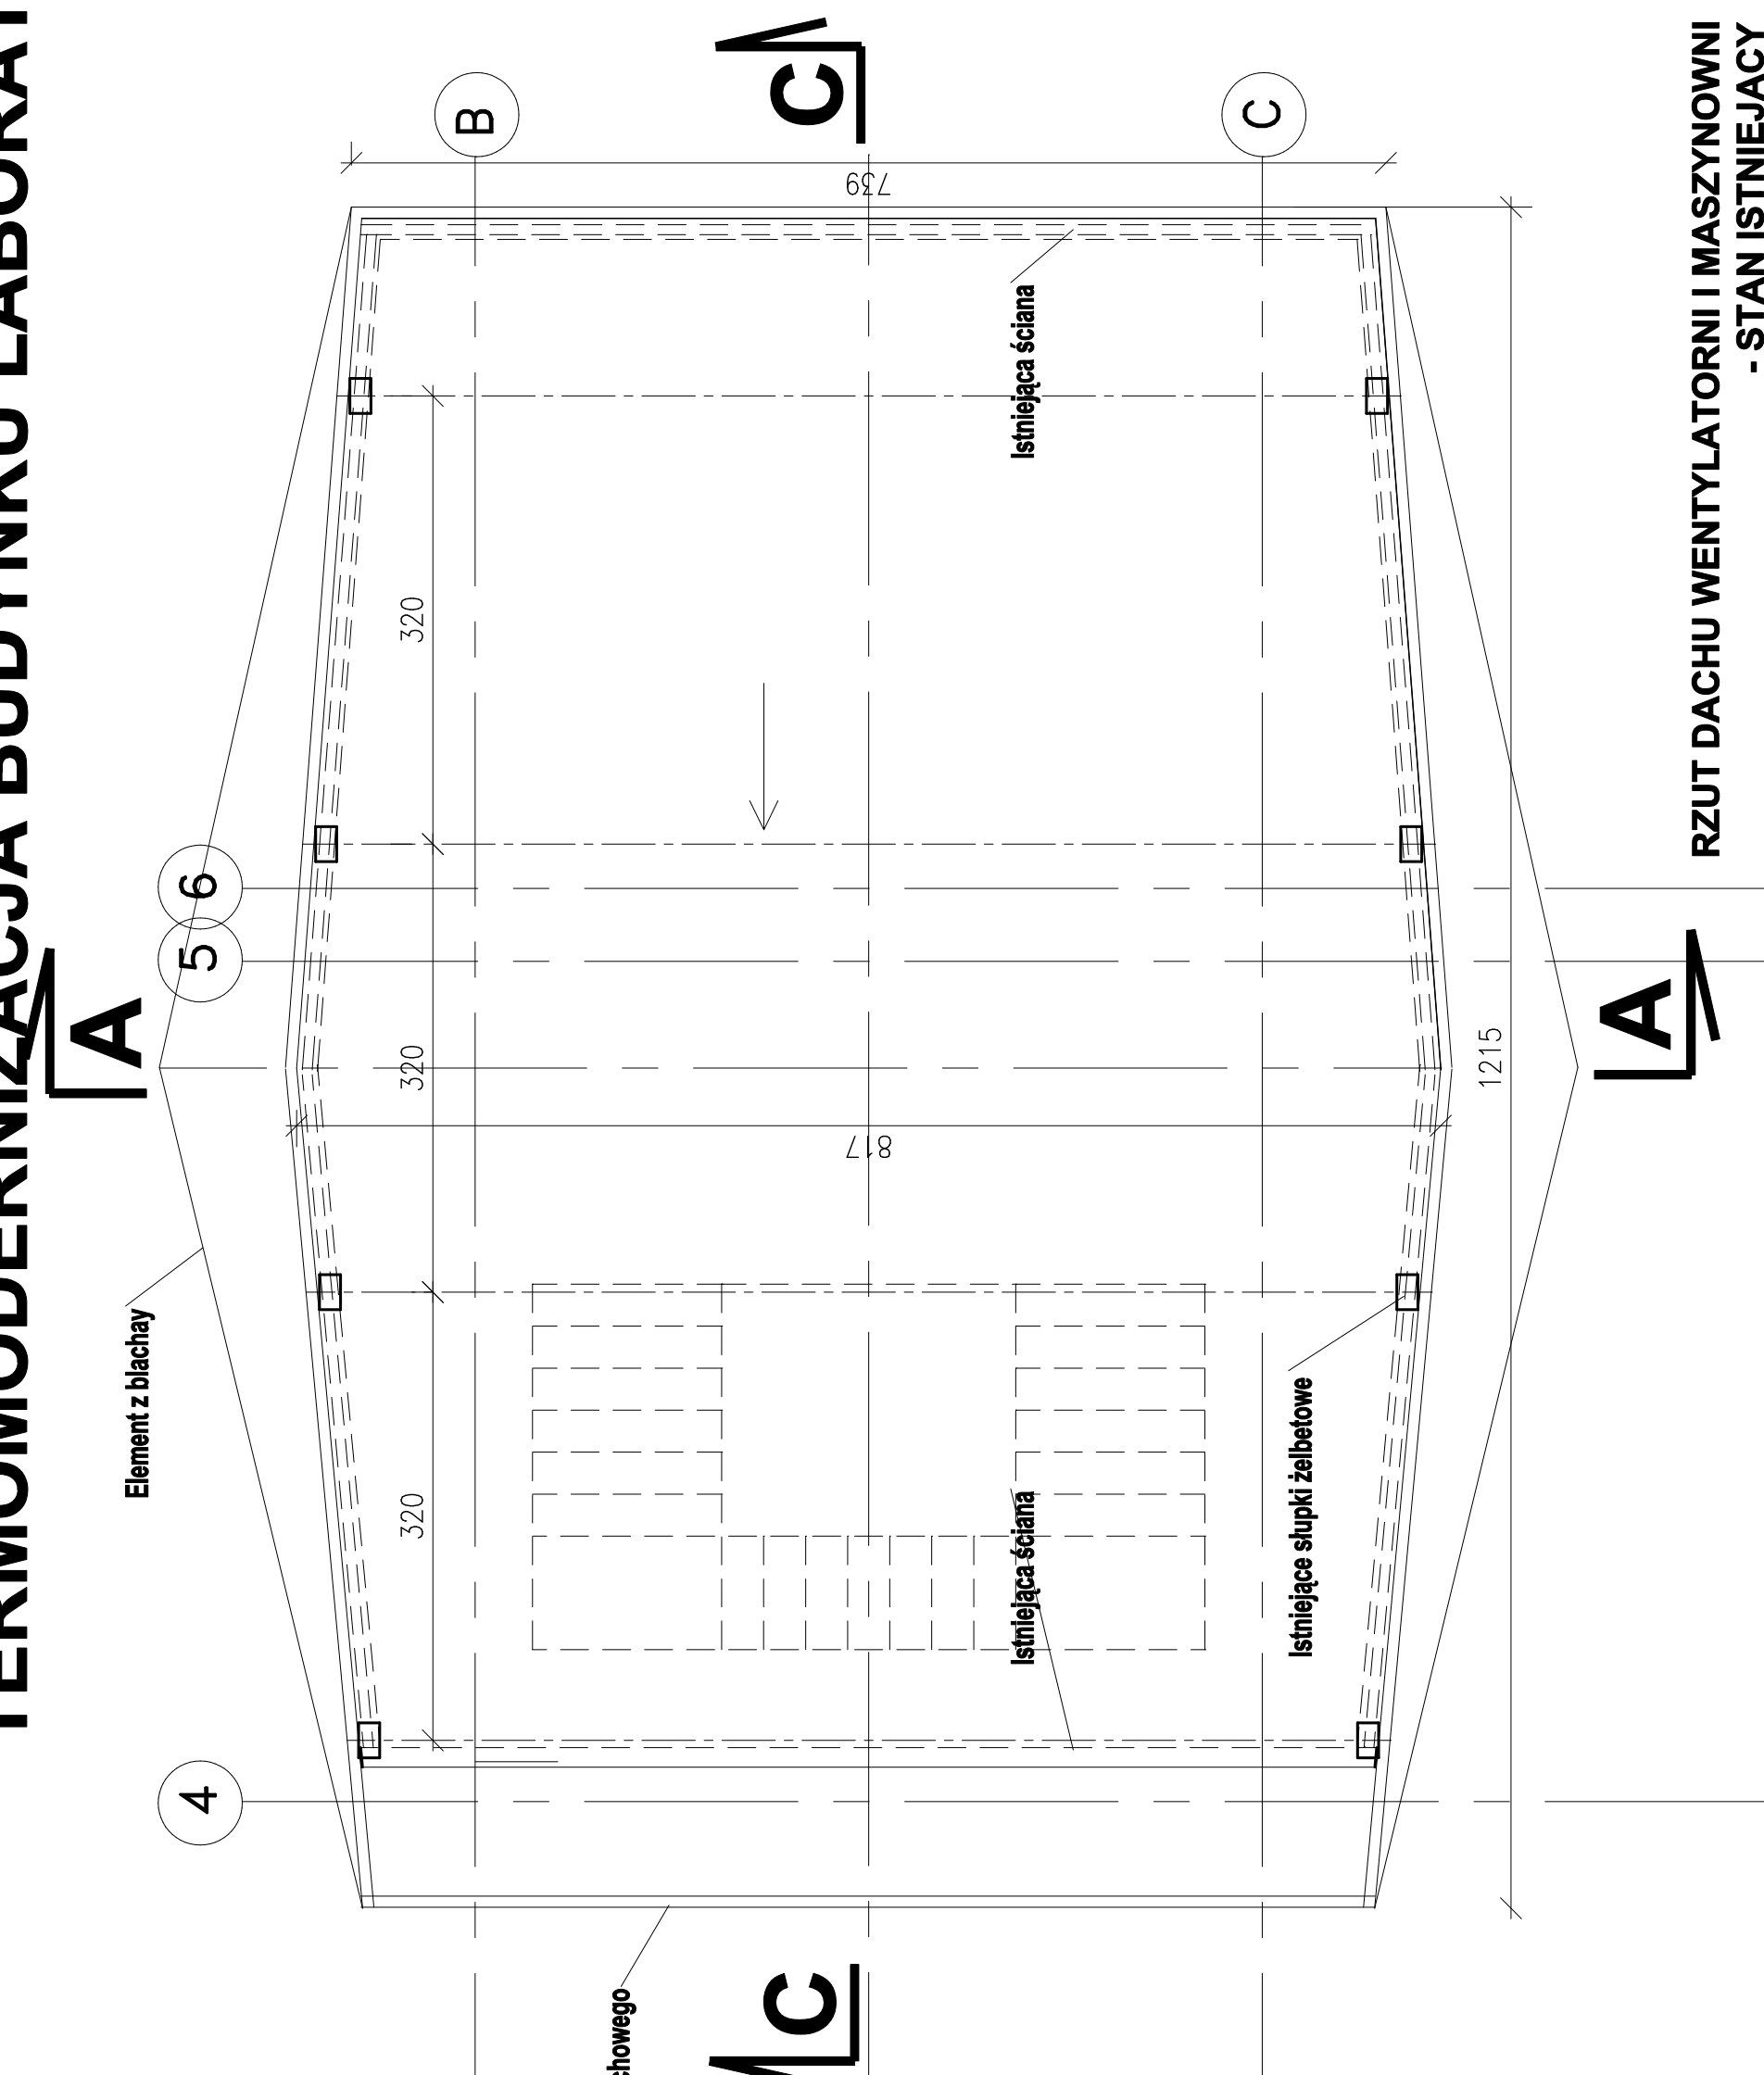 TERMOMODERNIZACJA BUDYNKU LABORAT
C
B
C
739
Istniejąca ściana
320
6
5
A
A
320
1215
817
Element z blachay
320
Istniejąca ściana
Istniejące słupki żelbetowe
4
chowego
C
RZUT DACHU WENTYLATORNI I MASZYNOWNI
- STAN ISTNIEJACY